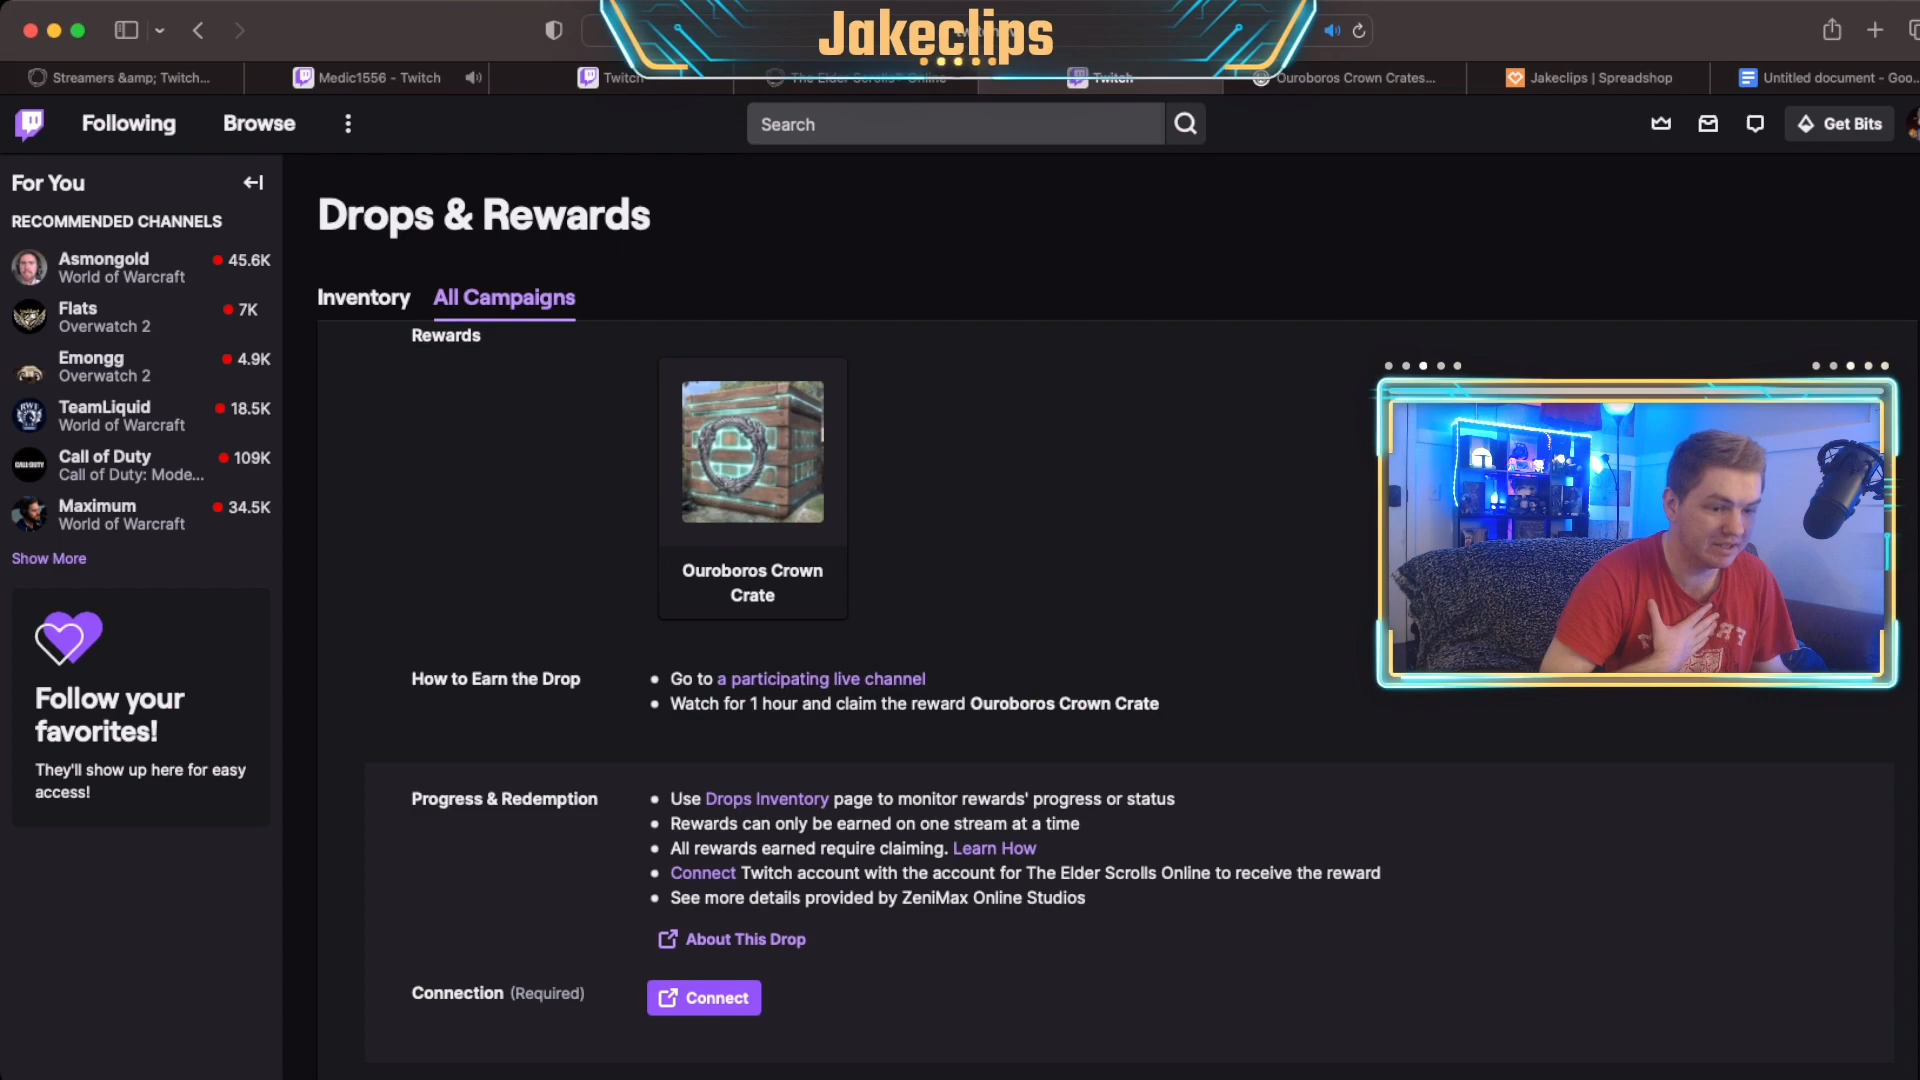 Jakeclips
Streamers &amp; Twitch...
Medic1556 - Twitch
Twitch
The Elder Scrolls® Online
Twitch
Ouroboros Crown Crates...
Jakeclips | Spreadshop
Untitled document - Goo...
Following
Browse
Search
Get Bits
For You
RECOMMENDED CHANNELS
Asmongold
45.6K
World of Warcraft
Flats
7K
Overwatch 2
Emongg
4.9K
Overwatch 2
TeamLiquid
18.5K
World of Warcraft
Call of Duty
109K
Call of Duty: Mode...
Maximum
34.5K
World of Warcraft
Show More
Follow your
favorites!
They'll show up here for easy
access!
Drops & Rewards
Inventory
All Campaigns
Rewards
Ouroboros Crown
Crate
How to Earn the Drop
Go to a participating live channel
Watch for 1 hour and claim the reward Ouroboros Crown Crate
Progress & Redemption
Use Drops Inventory page to monitor rewards' progress or status
Rewards can only be earned on one stream at a time
All rewards earned require claiming. Learn How
Connect Twitch account with the account for The Elder Scrolls Online to receive the reward
See more details provided by ZeniMax Online Studios
About This Drop
Connection (Required)
Connect